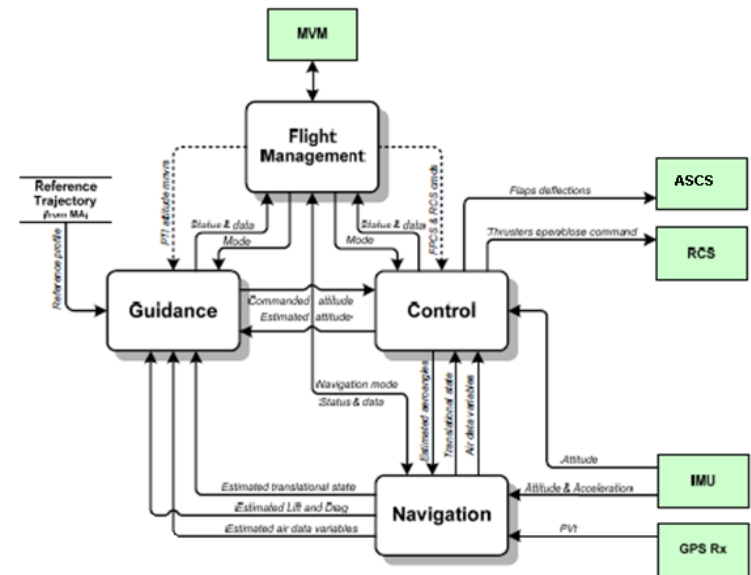 MVM
Flight
Management
Reference
Trajectory
(from MA)
ASCS
RCS
Flaps deflections
Thrusters open/close command
PTI attitude mnvrs
FPCS & RCS cmds
Status & data
Mode
Status & data
Mode
Reference profile
Guidance
Control
Commanded attitude
Estimated attitude
Navigation mode
Status & data
Estimated aeroangles
Translational state
Air data variables
Attitude
IMU
Attitude & Acceleration
Estimated translational state
Estimated Lift and Drag
Estimated air data variables
Navigation
PVt
GPS Rx